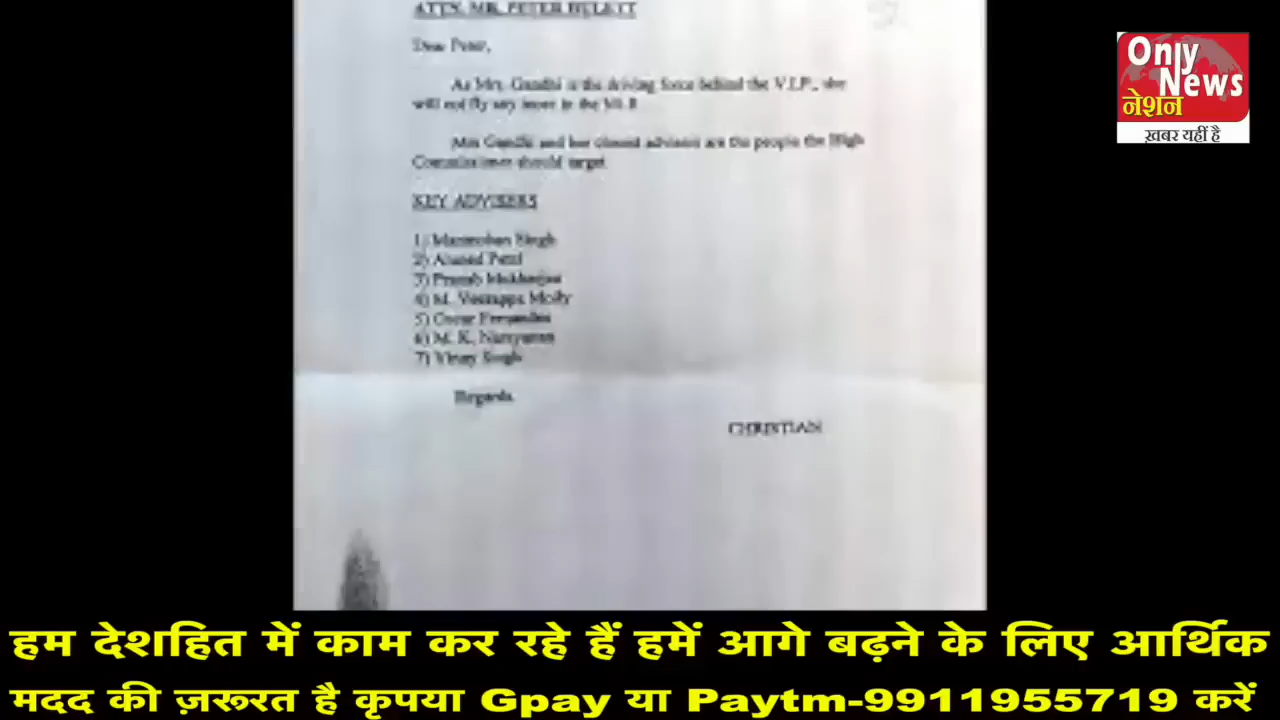 ATTN. MR. PETER HULETT
Dear Peter,
As Mrs. Gandhi is the driving force behind the V.I.P., she
will not fly any more in the MI.8
Mrs Gandhi and her closest advisors are the people the High
Commissioner should target
KEY ADVISERS
1) Manmohan Singh
2) Ahmed Patel
3) Pranab Mukherjee
4) M. Veerappa Moily
5) Oscar Fernandes
6) M. K. Narayanan
7) Vinay Singh
Regards
CHRISTIAN
Only
News
नेशन
ख़बर यहीं है
हम देशहित में काम कर रहे हैं हमें आगे बढ़ने के लिए आर्थिक
मदद की ज़रूरत है कृपया Gpay या Paytm-9911955719 करें